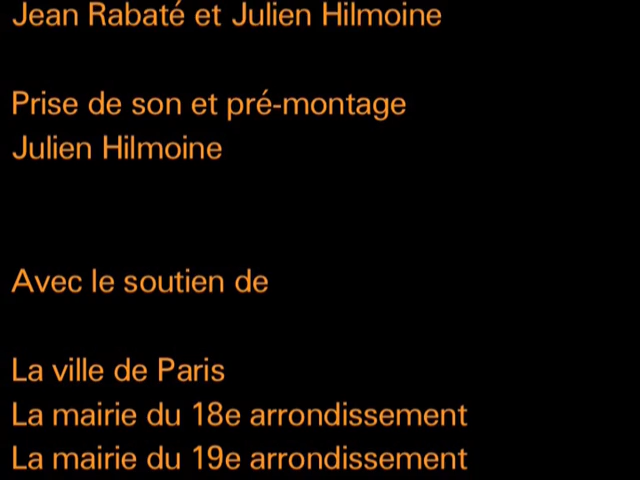 Jean Rabaté et Julien Hilmoine
Prise de son et pré-montage
Julien Hilmoine
Avec le soutien de
La ville de Paris
La mairie du 18e arrondissement
La mairie du 19e arrondissement